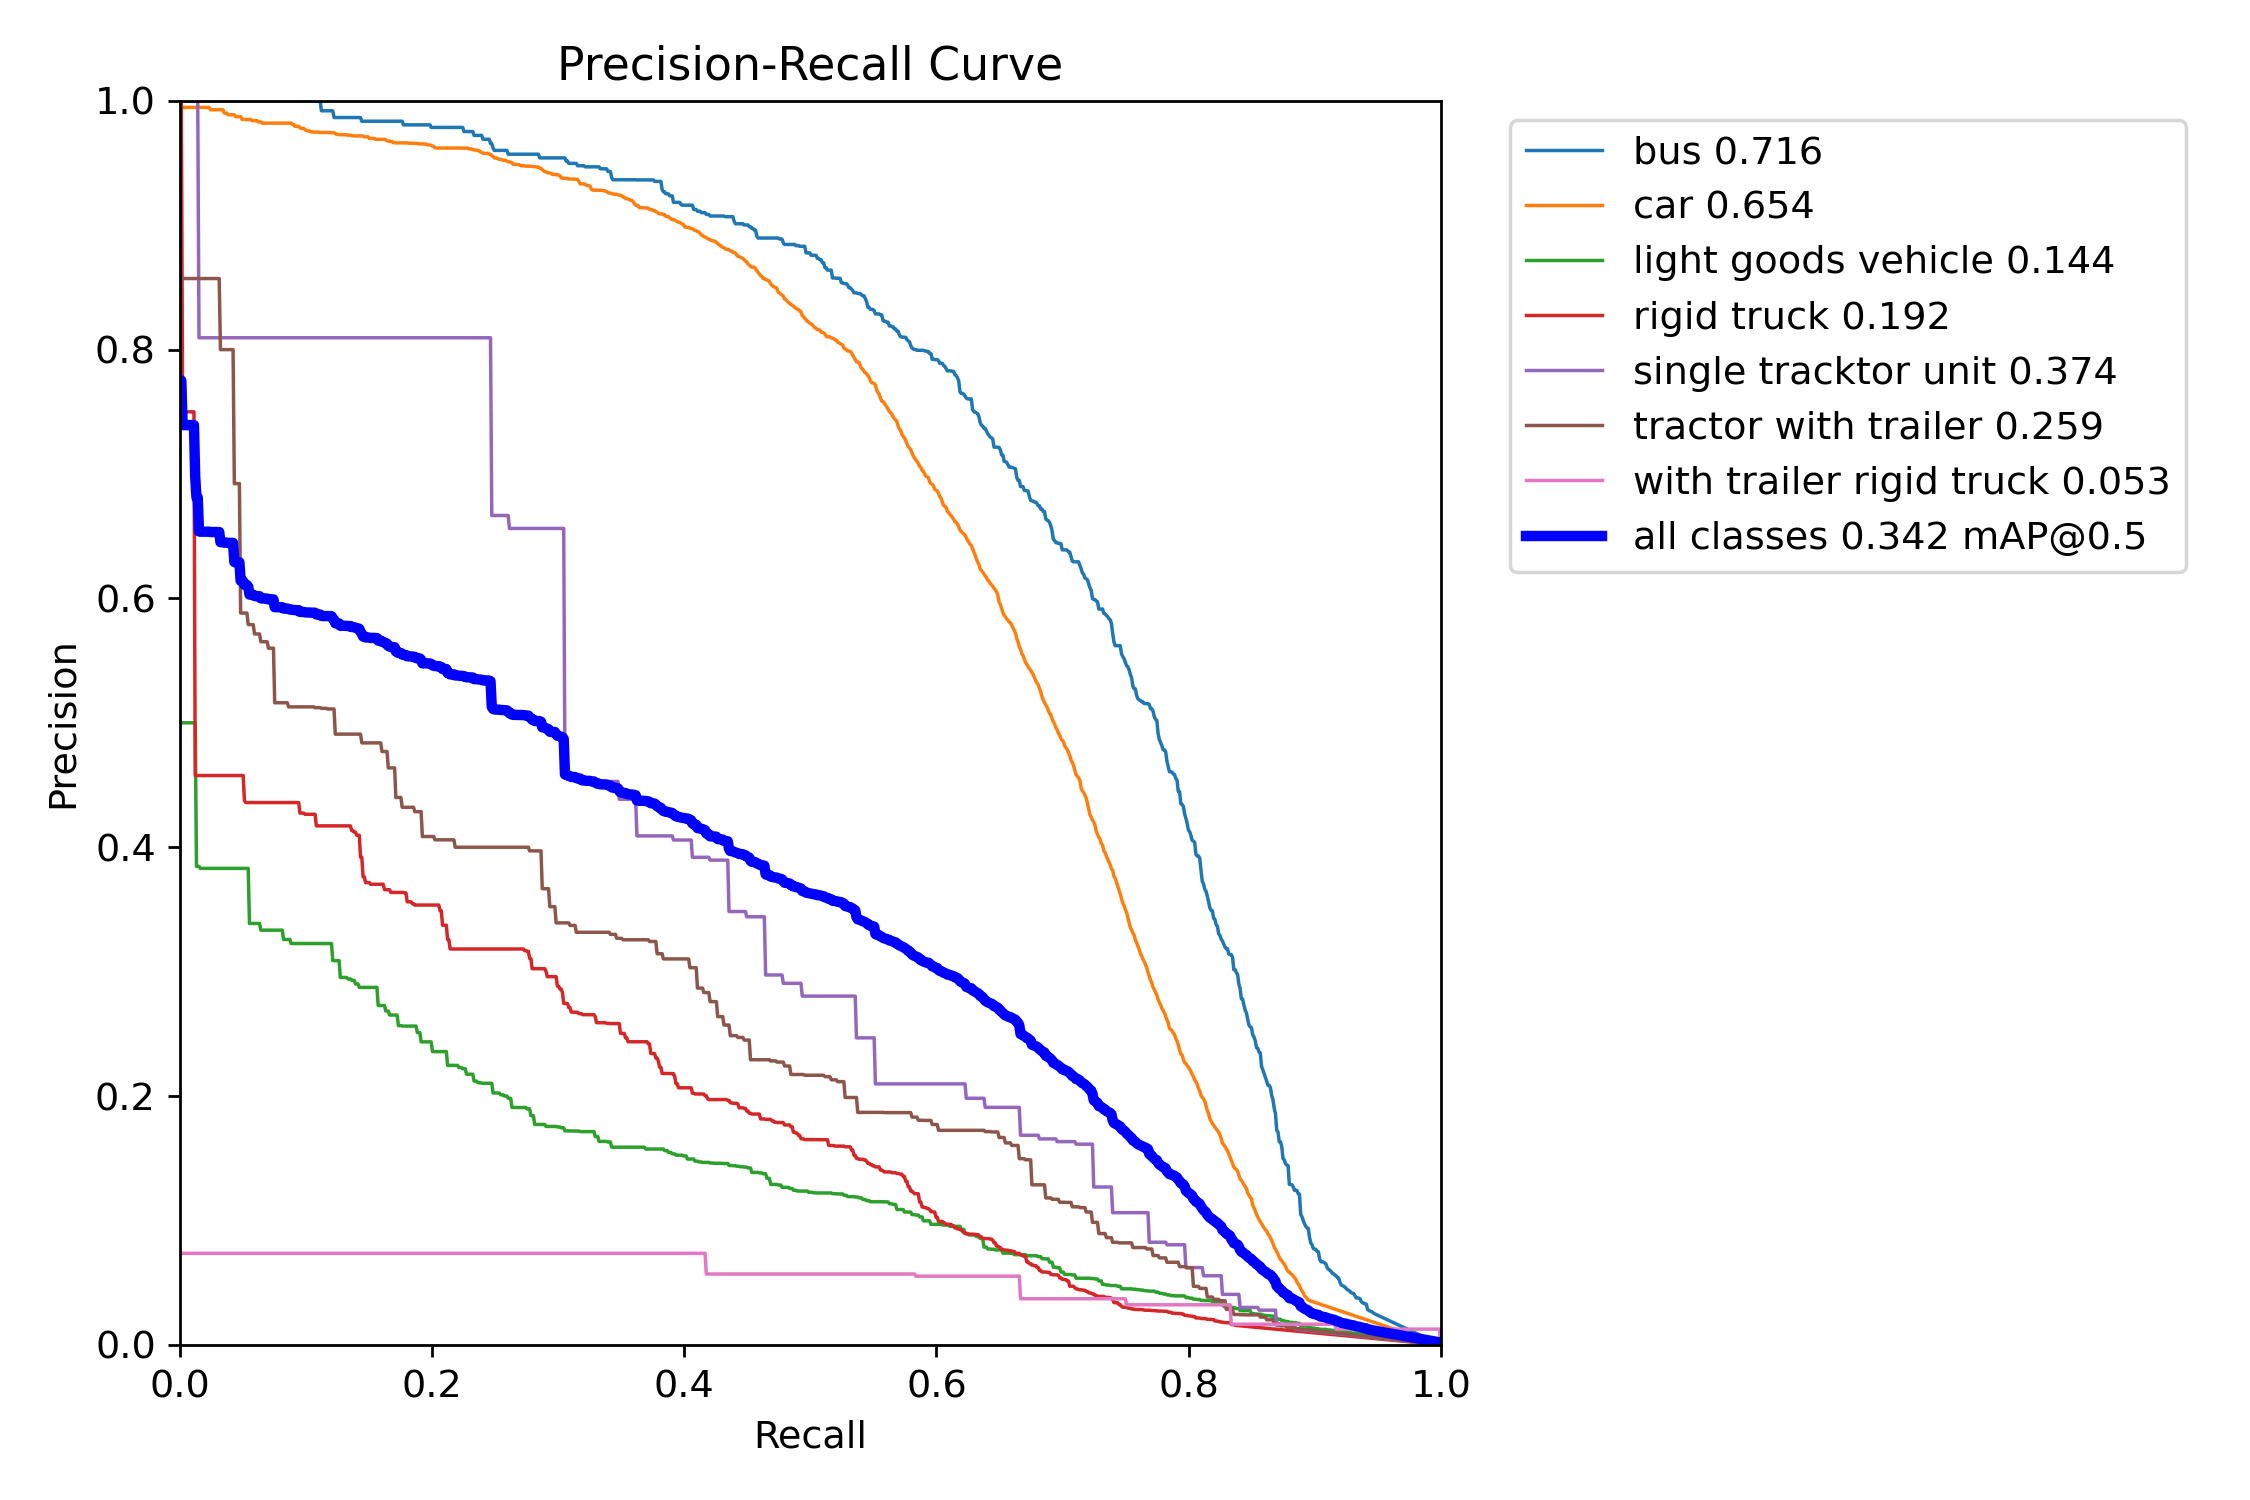 Precision-Recall Curve
1.0
0.8
0.6
0.4
0.2
0.0
Precision
0.0 0.2 0.4 0.6 0.8 1.0
Recall
bus 0.716
car 0.654
light goods vehicle 0.144
rigid truck 0.192
single tracktor unit 0.374
tractor with trailer 0.259
with trailer rigid truck 0.053
all classes 0.342 mAP@0.5